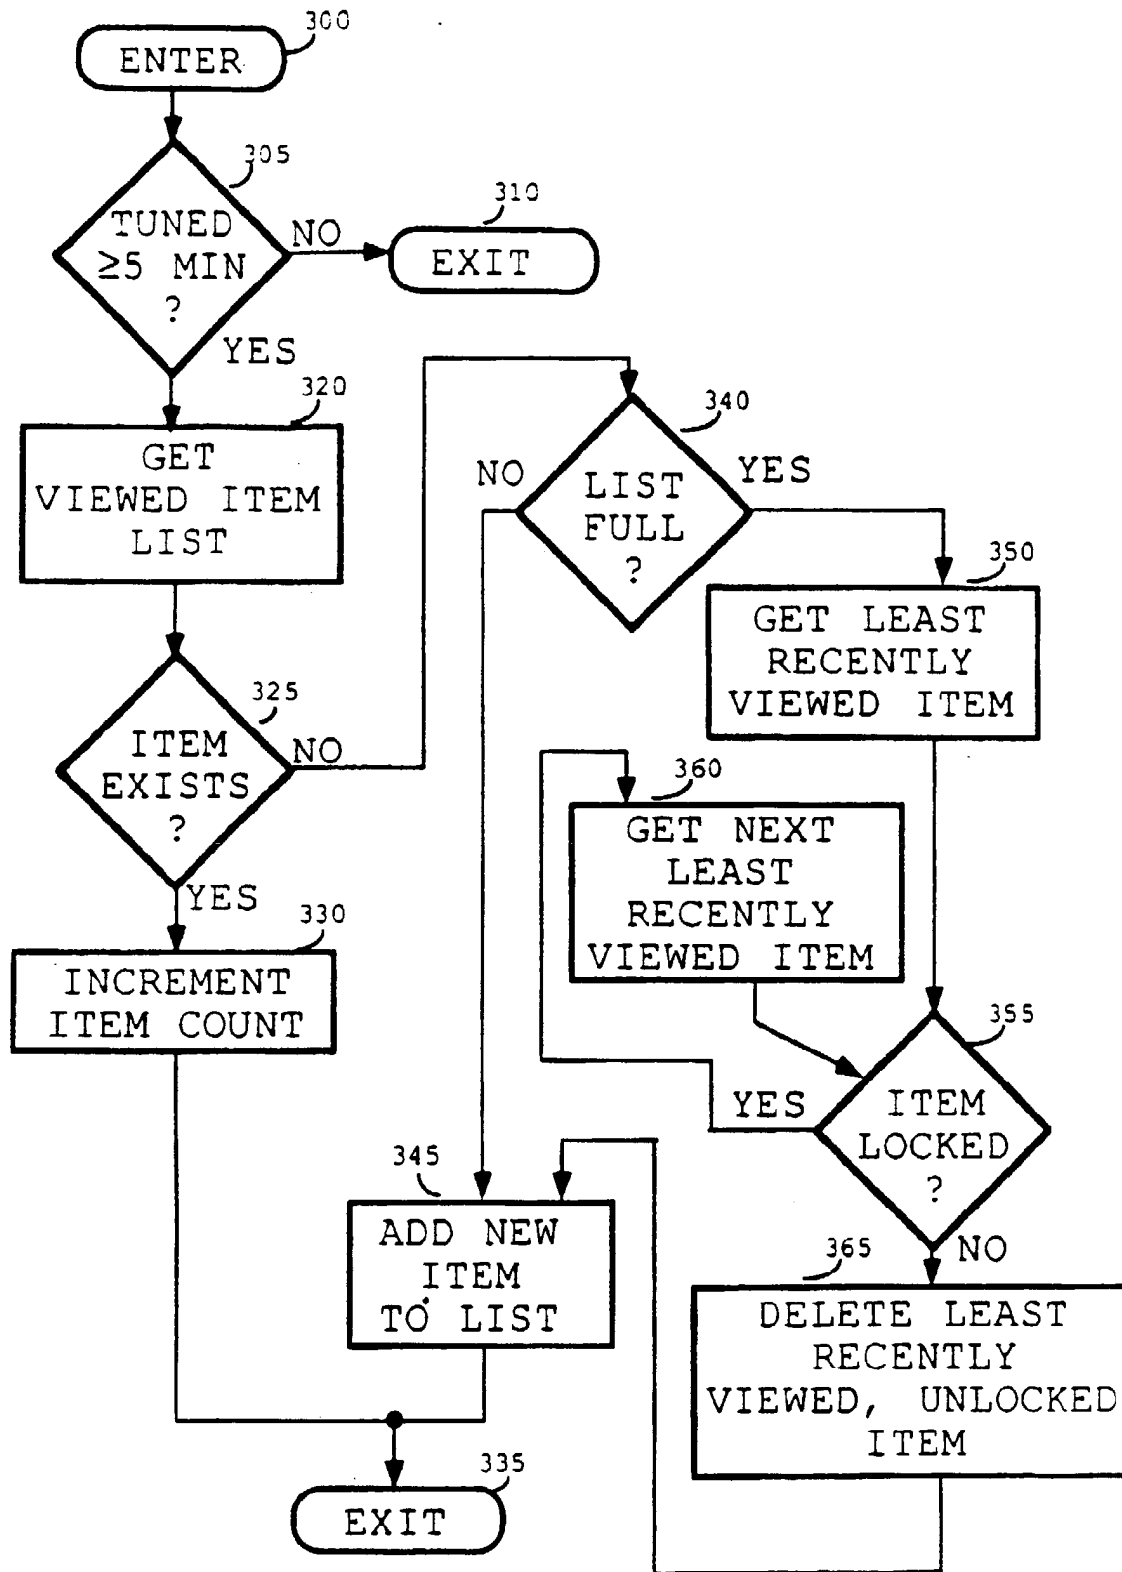 300
ENTER
305
TUNED
≥5 MIN
?
NO
310
EXIT
YES
320
GET
VIEWED ITEM
LIST
325
ITEM
EXISTS
?
NO
YES
330
INCREMENT
ITEM COUNT
340
LIST
FULL
?
NO
YES
350
GET LEAST
RECENTLY
VIEWED ITEM
360
GET NEXT
LEAST
RECENTLY
VIEWED ITEM
355
ITEM
LOCKED
?
YES
NO
345
ADD NEW
ITEM
TO LIST
365
DELETE LEAST
RECENTLY
VIEWED, UNLOCKED
ITEM
335
EXIT